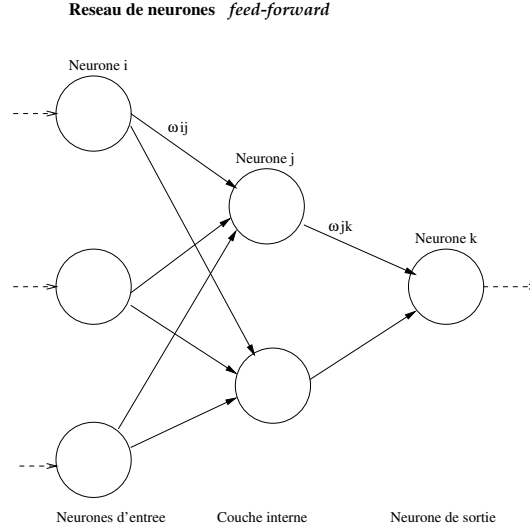 Reseau de neurones feed-forward
Neurone i
ωij
Neurone j
ωjk
Neurone k
Neurones d'entree
Couche interne
Neurone de sortie